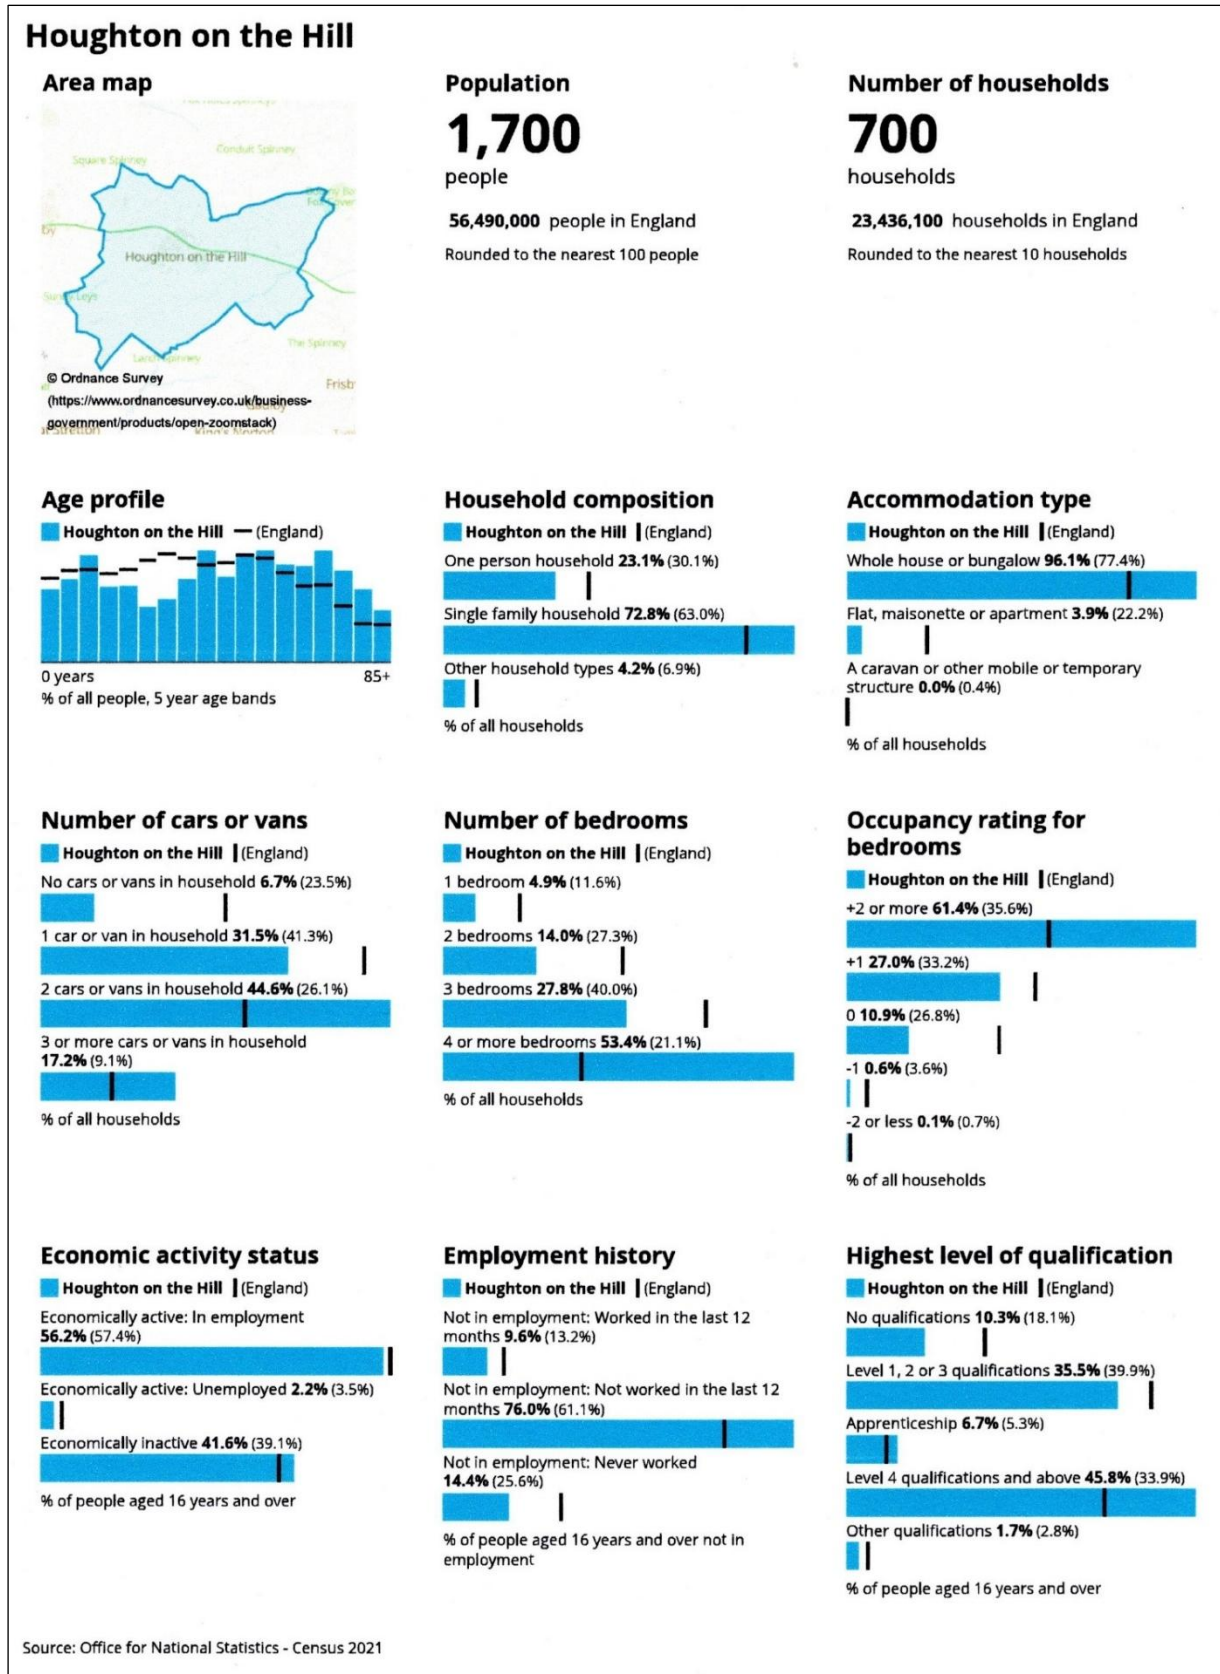 Houghton on the Hill
Area map
Square Spinney
Conduit Spinney
Houghton on the Hill
The Spinney
© Ordnance Survey
(https://www.ordnancesurvey.co.uk/business-
government/products/open-zoomstack)
King's Norton
Population
1,700
people
56,490,000 people in England
Rounded to the nearest 100 people
Number of households
700
households
23,436,100 households in England
Rounded to the nearest 10 households
Age profile
Houghton on the Hill (England)
0 years 85+
% of all people, 5 year age bands
Household composition
Houghton on the Hill (England)
One person household 23.1% (30.1%)
Single family household 72.8% (63.0%)
Other household types 4.2% (6.9%)
% of all households
Accommodation type
Houghton on the Hill (England)
Whole house or bungalow 96.1% (77.4%)
Flat, maisonette or apartment 3.9% (22.2%)
A caravan or other mobile or temporary
structure 0.0% (0.4%)
% of all households
Number of cars or vans
Houghton on the Hill (England)
No cars or vans in household 6.7% (23.5%)
1 car or van in household 31.5% (41.3%)
2 cars or vans in household 44.6% (26.1%)
3 or more cars or vans in household
17.2% (9.1%)
% of all households
Number of bedrooms
Houghton on the Hill (England)
1 bedroom 4.9% (11.6%)
2 bedrooms 14.0% (27.3%)
3 bedrooms 27.8% (40.0%)
4 or more bedrooms 53.4% (21.1%)
% of all households
Occupancy rating for
bedrooms
Houghton on the Hill (England)
+2 or more 61.4% (35.6%)
+1 27.0% (33.2%)
0 10.9% (26.8%)
-1 0.6% (3.6%)
-2 or less 0.1% (0.7%)
% of all households
Economic activity status
Houghton on the Hill (England)
Economically active: In employment
56.2% (57.4%)
Economically active: Unemployed 2.2% (3.5%)
Economically inactive 41.6% (39.1%)
% of people aged 16 years and over
Employment history
Houghton on the Hill (England)
Not in employment: Worked in the last 12
months 9.6% (13.2%)
Not in employment: Not worked in the last 12
months 76.0% (61.1%)
Not in employment: Never worked
14.4% (25.6%)
% of people aged 16 years and over not in
employment
Highest level of qualification
Houghton on the Hill (England)
No qualifications 10.3% (18.1%)
Level 1, 2 or 3 qualifications 35.5% (39.9%)
Apprenticeship 6.7% (5.3%)
Level 4 qualifications and above 45.8% (33.9%)
Other qualifications 1.7% (2.8%)
% of people aged 16 years and over
Source: Office for National Statistics - Census 2021